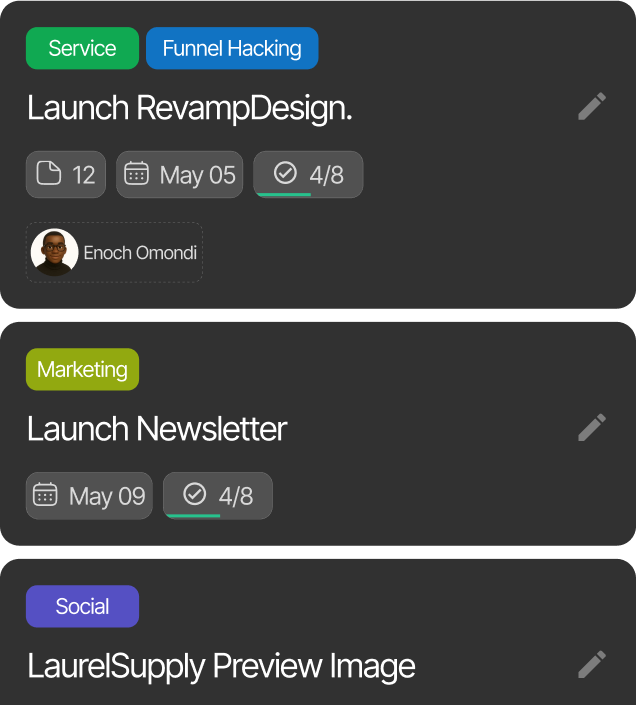 Service Funnel Hacking
Launch RevampDesign.
12 May 05 4/8
Enoch Omondi
Marketing
Launch Newsletter
May 09 4/8
Social
LaurelSupply Preview Image